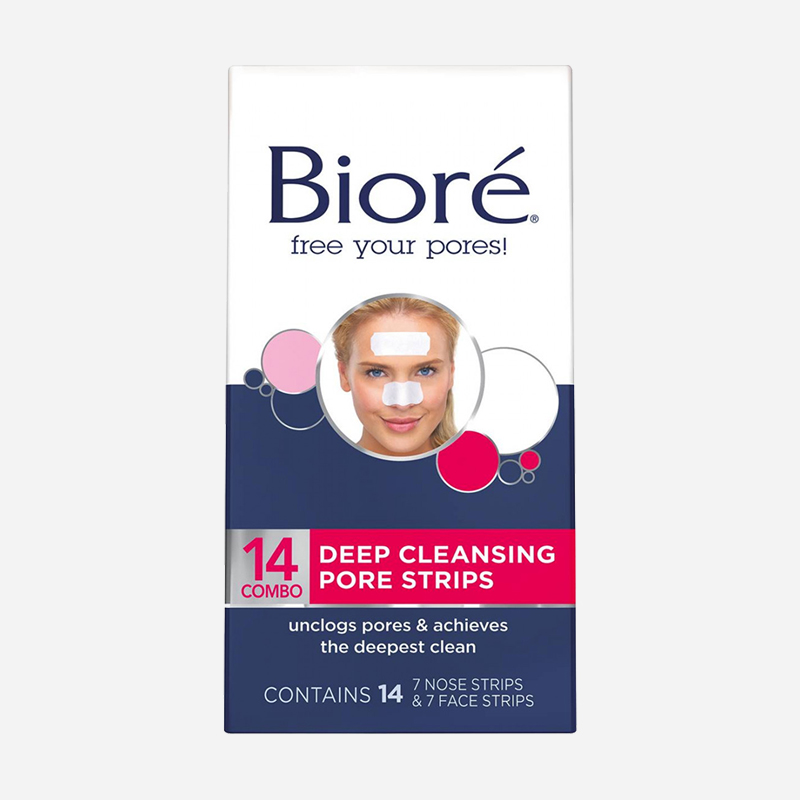 Bioré®
free your pores!
14
COMBO
DEEP CLEANSING
PORE STRIPS
unclogs pores & achieves
the deepest clean
CONTAINS 14
7 NOSE STRIPS
& 7 FACE STRIPS